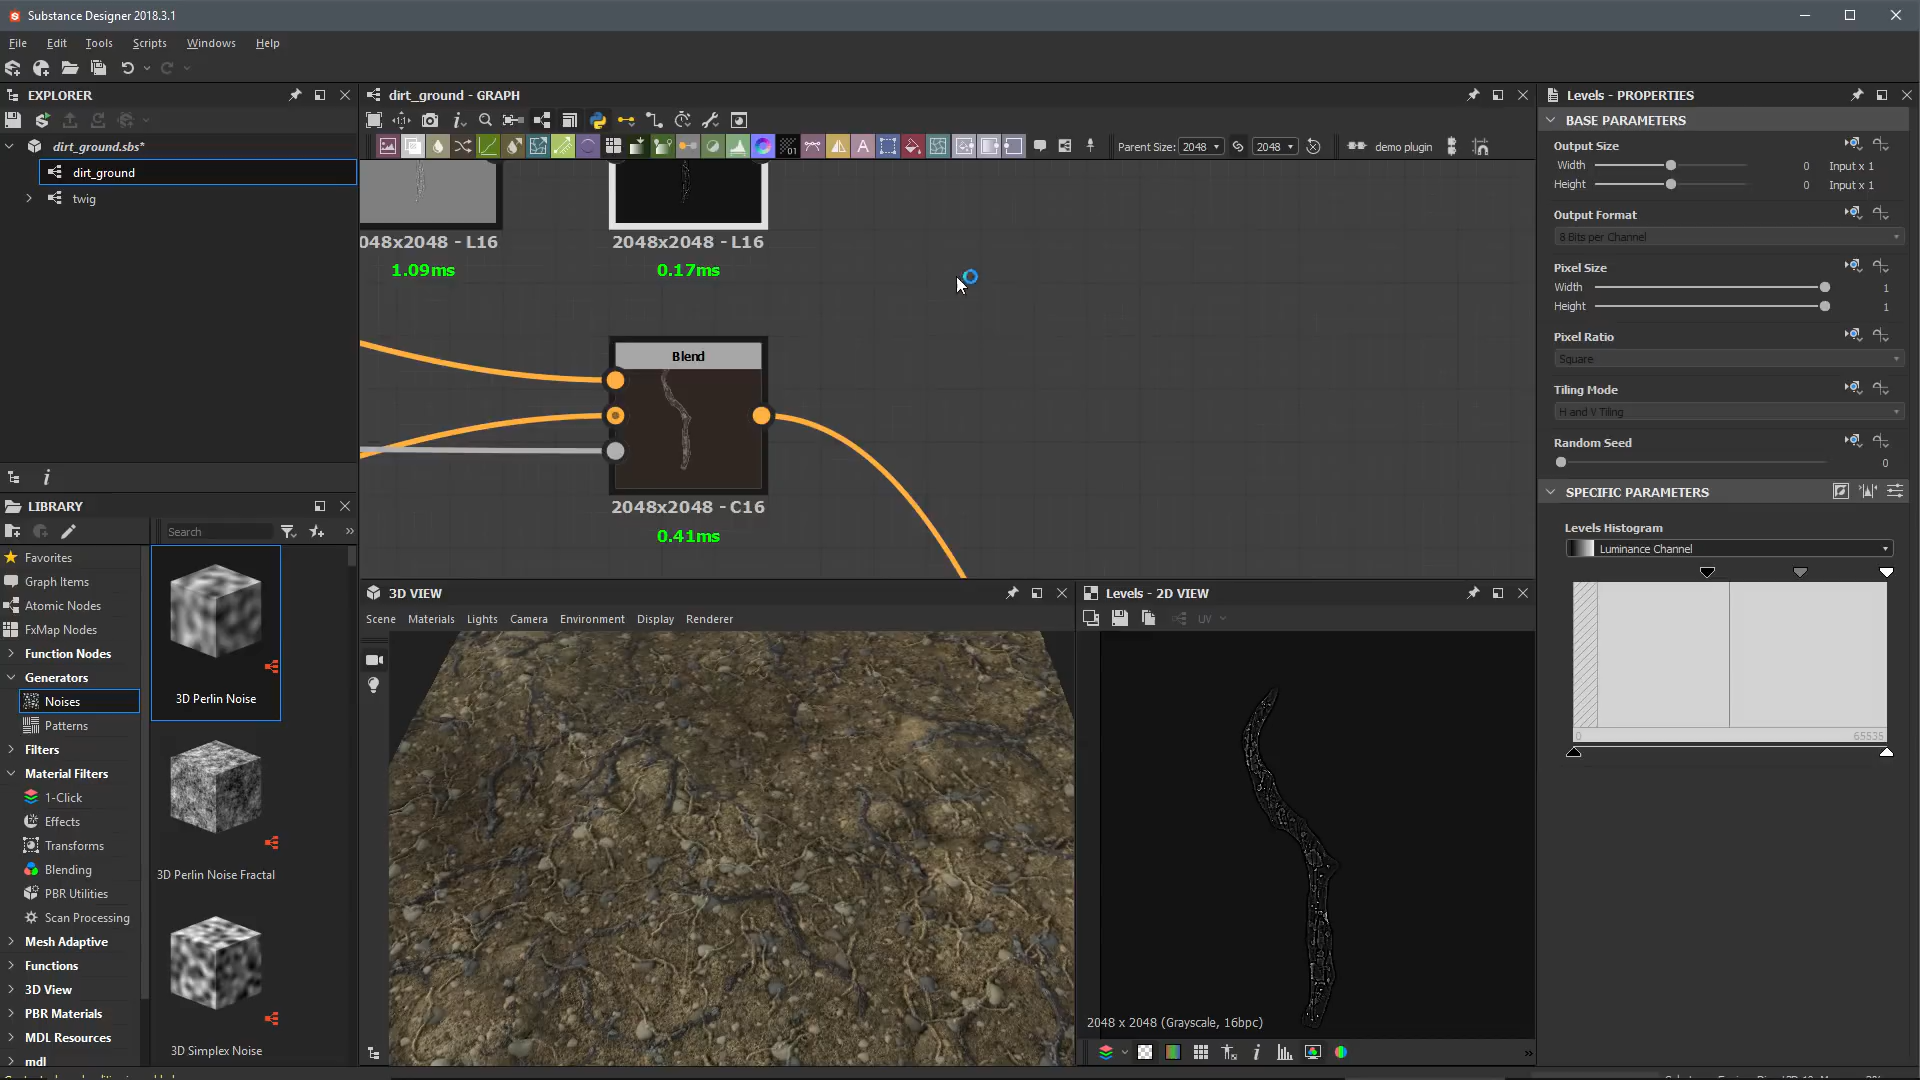 Substance Designer 2018.3.1
File Edit Tools Scripts Windows Help
EXPLORER
dirt_ground.sbs*
dirt_ground
twig
LIBRARY
Search
Favorites
Graph Items
Atomic Nodes
FxMap Nodes
Function Nodes
Generators
Noises
Patterns
Filters
Material Filters
1-Click
Effects
Transforms
Blending
PBR Utilities
Scan Processing
Mesh Adaptive
Functions
3D View
PBR Materials
MDL Resources
mdl
3D Perlin Noise
3D Perlin Noise Fractal
3D Simplex Noise
dirt_ground - GRAPH
Parent Size: 2048 2048 demo plugin
048x2048 - L16
1.09ms
2048x2048 - L16
0.17ms
Blend
2048x2048 - C16
0.41ms
3D VIEW
Scene Materials Lights Camera Environment Display Renderer
Levels - 2D VIEW
UV
2048 x 2048 (Grayscale, 16bpc)
Levels - PROPERTIES
BASE PARAMETERS
Output Size
Width 0 Input x 1
Height 0 Input x 1
Output Format
8 Bits per Channel
Pixel Size
Width 1
Height 1
Pixel Ratio
Square
Tiling Mode
H and V Tiling
Random Seed
0
SPECIFIC PARAMETERS
Levels Histogram
Luminance Channel
0 65535